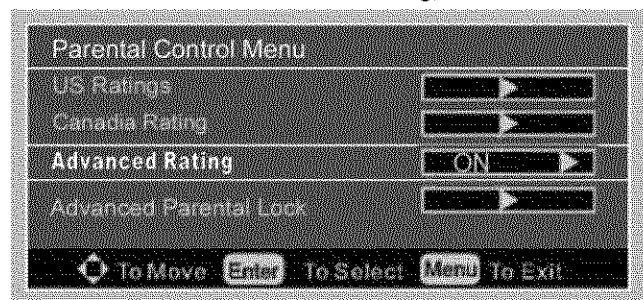 Parental Control Menu
US Ratings
Canadia Rating
Advanced Rating ON
Advanced Parental Lock
To Move Enter To Select Menu To Exit